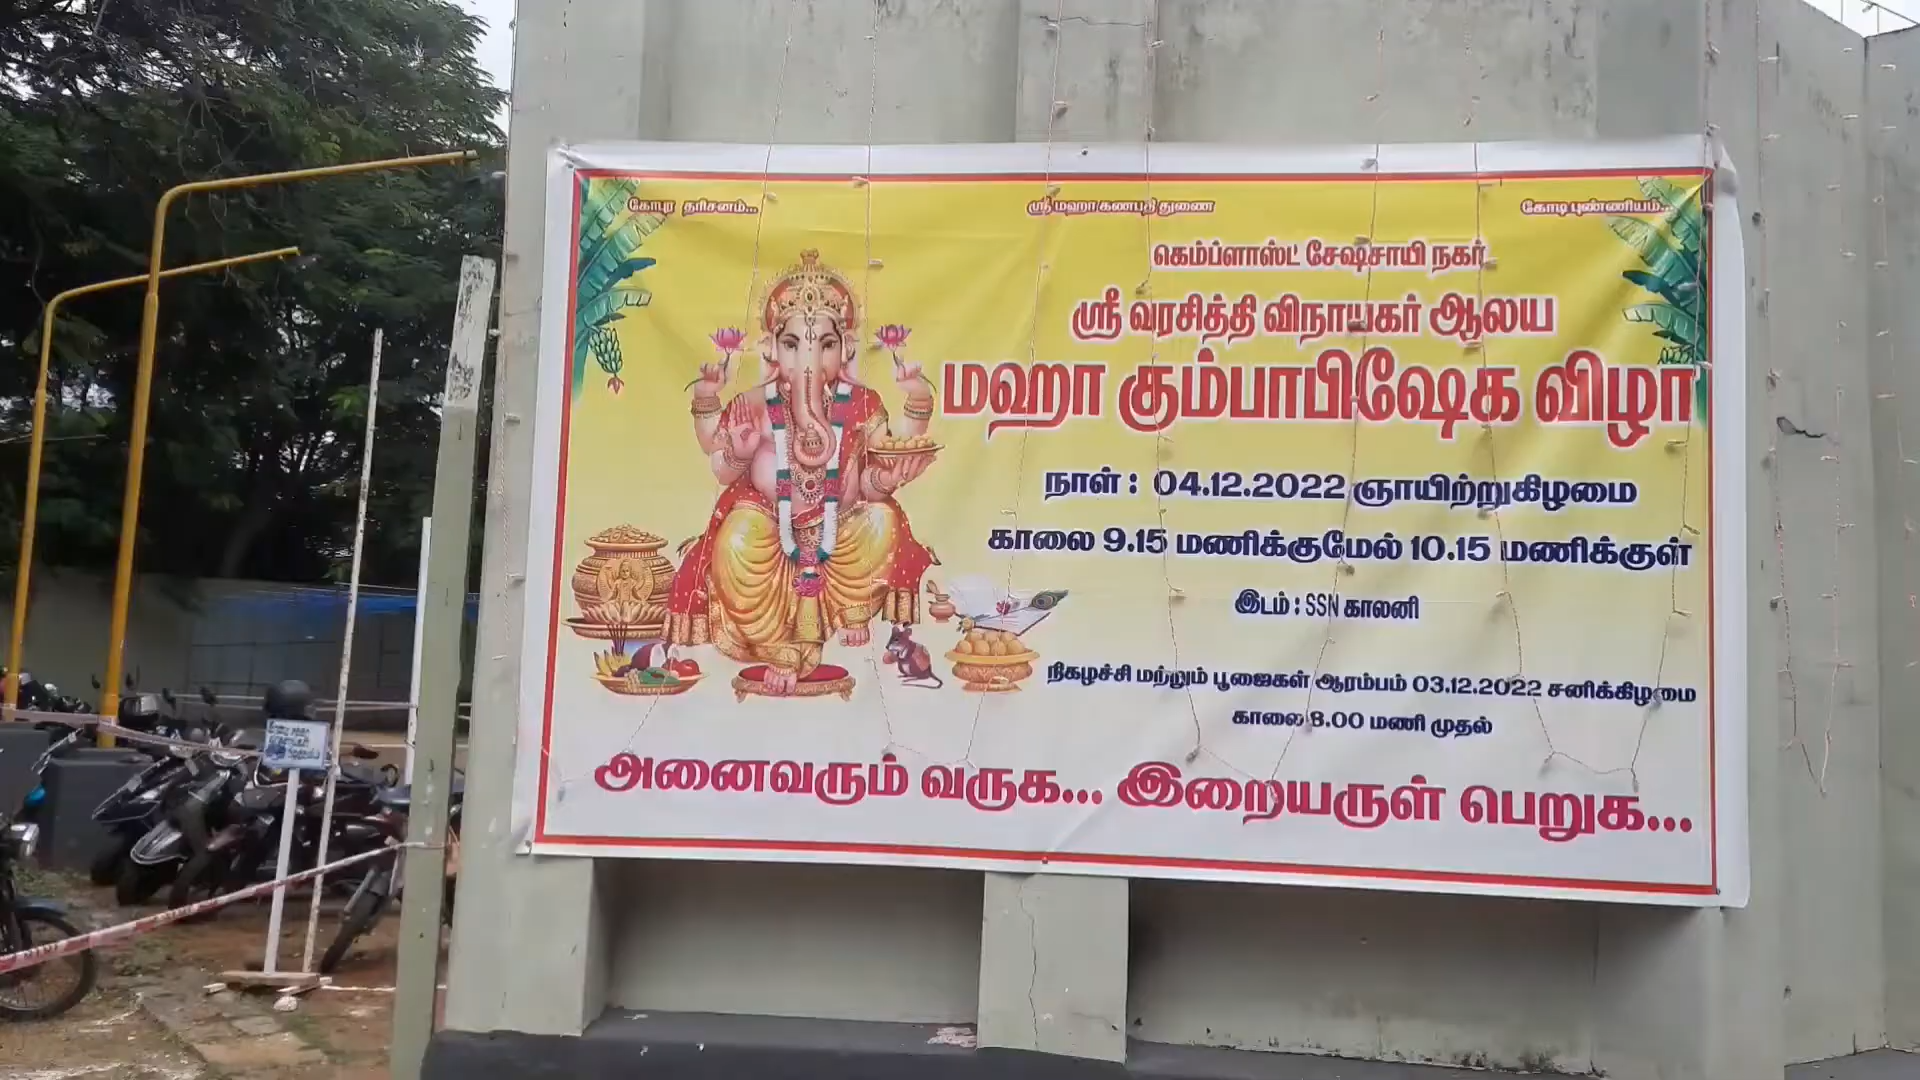 கோபுர தரிசனம்...
ஸ்ரீ மஹா கணபதி துணை
கோடி புண்ணியம்...
கெம்ப்ளாஸ்ட் சேஷசாயி நகர்
ஸ்ரீ வரசித்தி விநாயகர் ஆலய
மஹா கும்பாபிஷேக விழா
நாள் : 04.12.2022 ஞாயிற்றுகிழமை
காலை 9.15 மணிக்குமேல் 10.15 மணிக்குள்
இடம் : SSN காலனி
நிகழச்சி மற்றும் பூஜைகள் ஆரம்பம் 03.12.2022 சனிக்கிழமை
காலை 8.00 மணி முதல்
அனைவரும் வருக... இறையருள் பெறுக...